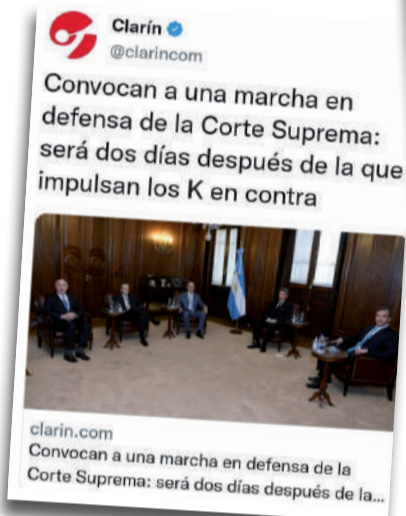 Clarín
@clarincom
Convocan a una marcha en
defensa de la Corte Suprema:
será dos días después de la que
impulsan los K en contra
clarin.com
Convocan a una marcha en defensa de la
Corte Suprema: será dos días después de la...